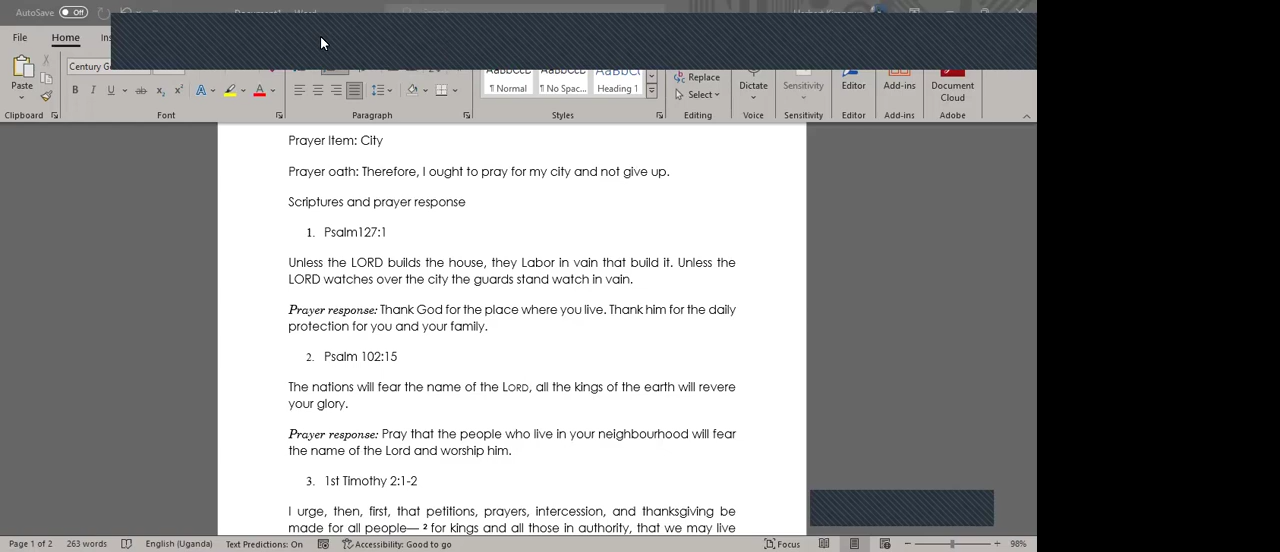 AutoSave Off
File Home
Century G
Paste
B I U ab x₂ x² A A
AaBbCcL AaBbCcL AaBbC(
¶ Normal ¶ No Spac... Heading 1
Replace
Select
Dictate Sensitivity Editor Add-ins Document Cloud
Clipboard Font Paragraph Styles Editing Voice Sensitivity Editor Add-ins Adobe
Prayer Item: City
Prayer oath: Therefore, I ought to pray for my city and not give up.
Scriptures and prayer response
1. Psalm127:1
Unless the LORD builds the house, they Labor in vain that build it. Unless the
LORD watches over the city the guards stand watch in vain.
Prayer response: Thank God for the place where you live. Thank him for the daily
protection for you and your family.
2. Psalm 102:15
The nations will fear the name of the LORD, all the kings of the earth will revere
your glory.
Prayer response: Pray that the people who live in your neighbourhood will fear
the name of the Lord and worship him.
3. 1st Timothy 2:1-2
I urge, then, first, that petitions, prayers, intercession, and thanksgiving be
made for all people— ² for kings and all those in authority, that we may live
Page 1 of 2 263 words English (Uganda) Text Predictions: On Accessibility: Good to go Focus 98%